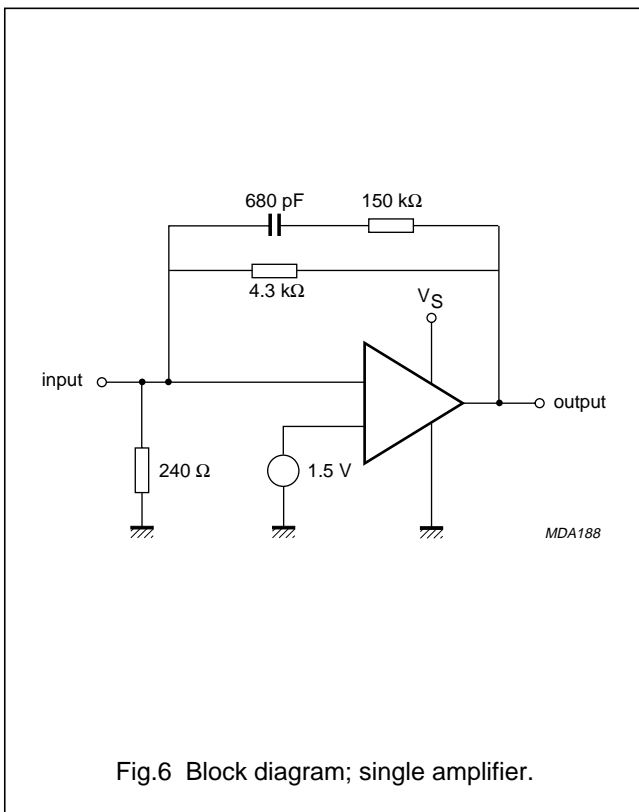 680 pF 150 kΩ
4.3 kΩ
VS
input
output
240 Ω
1.5 V
MDA188
Fig.6 Block diagram; single amplifier.